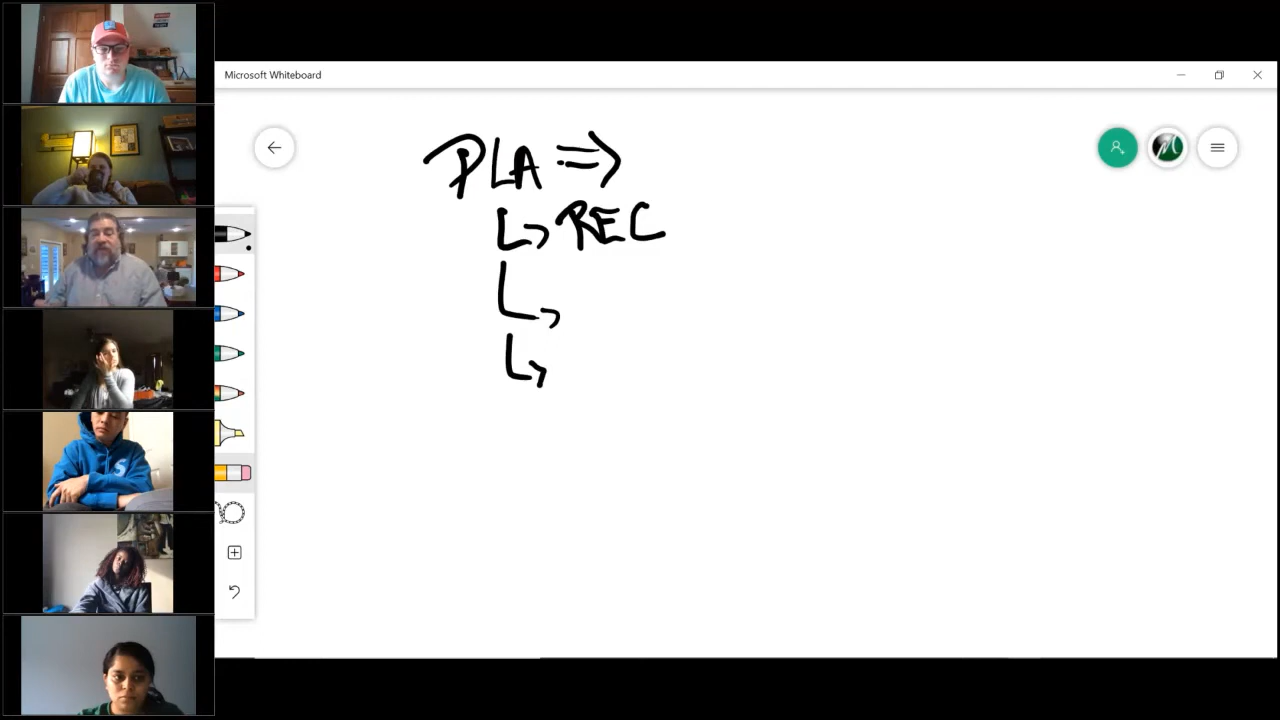 Microsoft Whiteboard
PLA ⇒
↳ REC
↳
↳